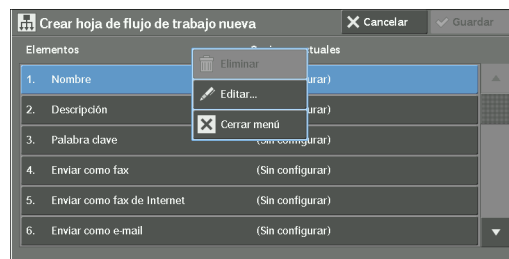 Crear hoja de flujo de trabajo nueva
Cancelar
Guardar
Elementos
Eliminar
Editar...
Cerrar menú
1. Nombre
2. Descripción
3. Palabra clave
(Sin configurar)
4. Enviar como fax (Sin configurar)
5. Enviar como fax de Internet (Sin configurar)
6. Enviar como e-mail (Sin configurar)